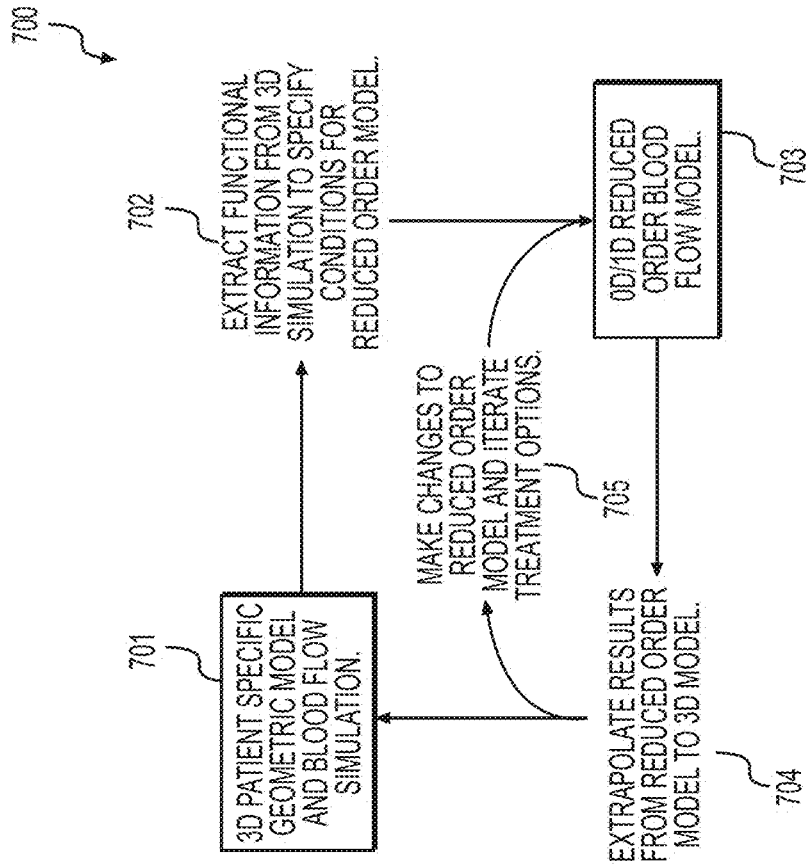 700
701
3D PATIENT SPECIFIC
GEOMETRIC MODEL
AND BLOOD FLOW
SIMULATION.
702
EXTRACT FUNCTIONAL
INFORMATION FROM 3D
SIMULATION TO SPECIFY
CONDITIONS FOR
REDUCED ORDER MODEL.
MAKE CHANGES TO
REDUCED ORDER
MODEL AND ITERATE
TREATMENT OPTIONS.
705
EXTRAPOLATE RESULTS
FROM REDUCED ORDER
MODEL TO 3D MODEL.
704
0D/1D REDUCED
ORDER BLOOD
FLOW MODEL.
703